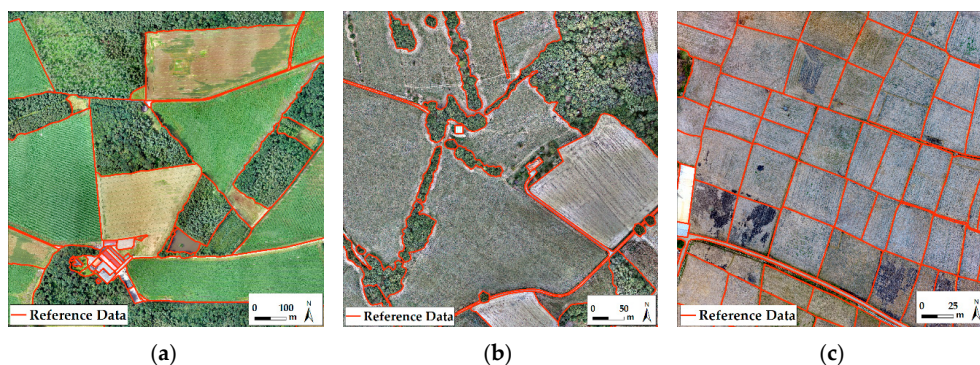 Reference Data
0 100
m
N
Reference Data
0 50
m
N
Reference Data
0 25
m
N
(a) (b) (c)